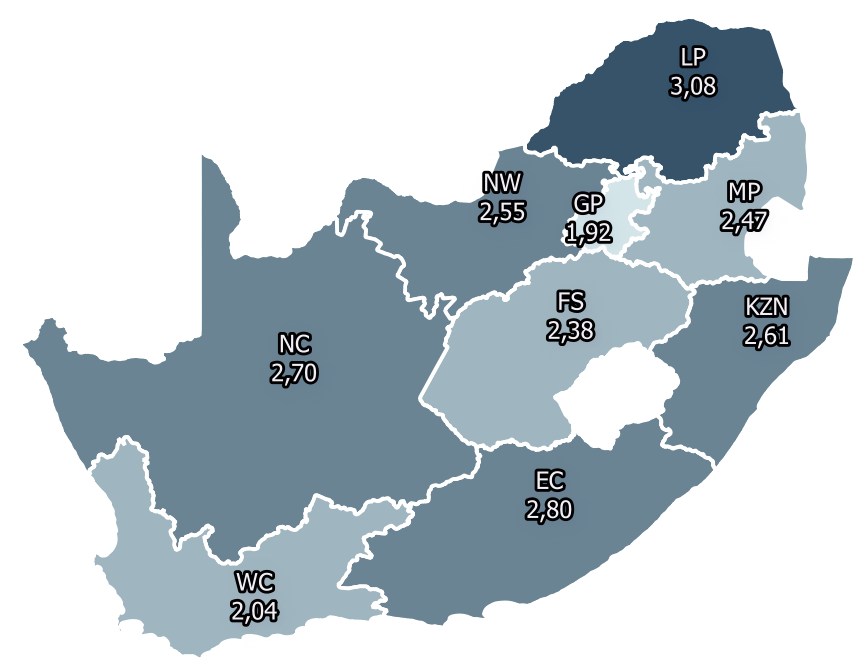 LP
3,08
NW
2,55
GP
1,92
MP
2,47
FS
2,38
KZN
2,61
NC
2,70
EC
2,80
WC
2,04